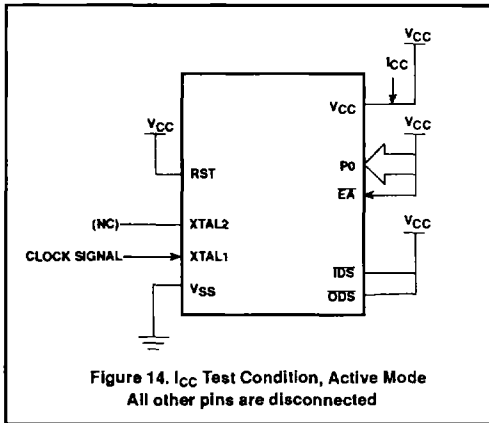 VCC
ICC
VCC
VCC
VCC
P0
RST
EA
(NC)
XTAL2
VCC
CLOCK SIGNAL
XTAL1
IDS
VSS
ODS
Figure 14. ICC Test Condition, Active Mode
All other pins are disconnected